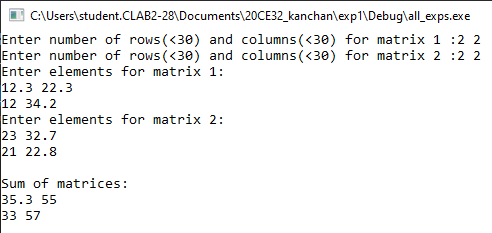 C:\Users\student.CLAB2-28\Documents\20CE32_kanchan\exp1\Debug\all_exps.exe
Enter number of rows(<30) and columns(<30) for matrix 1 :2 2
Enter number of rows(<30) and columns(<30) for matrix 2 :2 2
Enter elements for matrix 1:
12.3 22.3
12 34.2
Enter elements for matrix 2:
23 32.7
21 22.8
Sum of matrices:
35.3 55
33 57